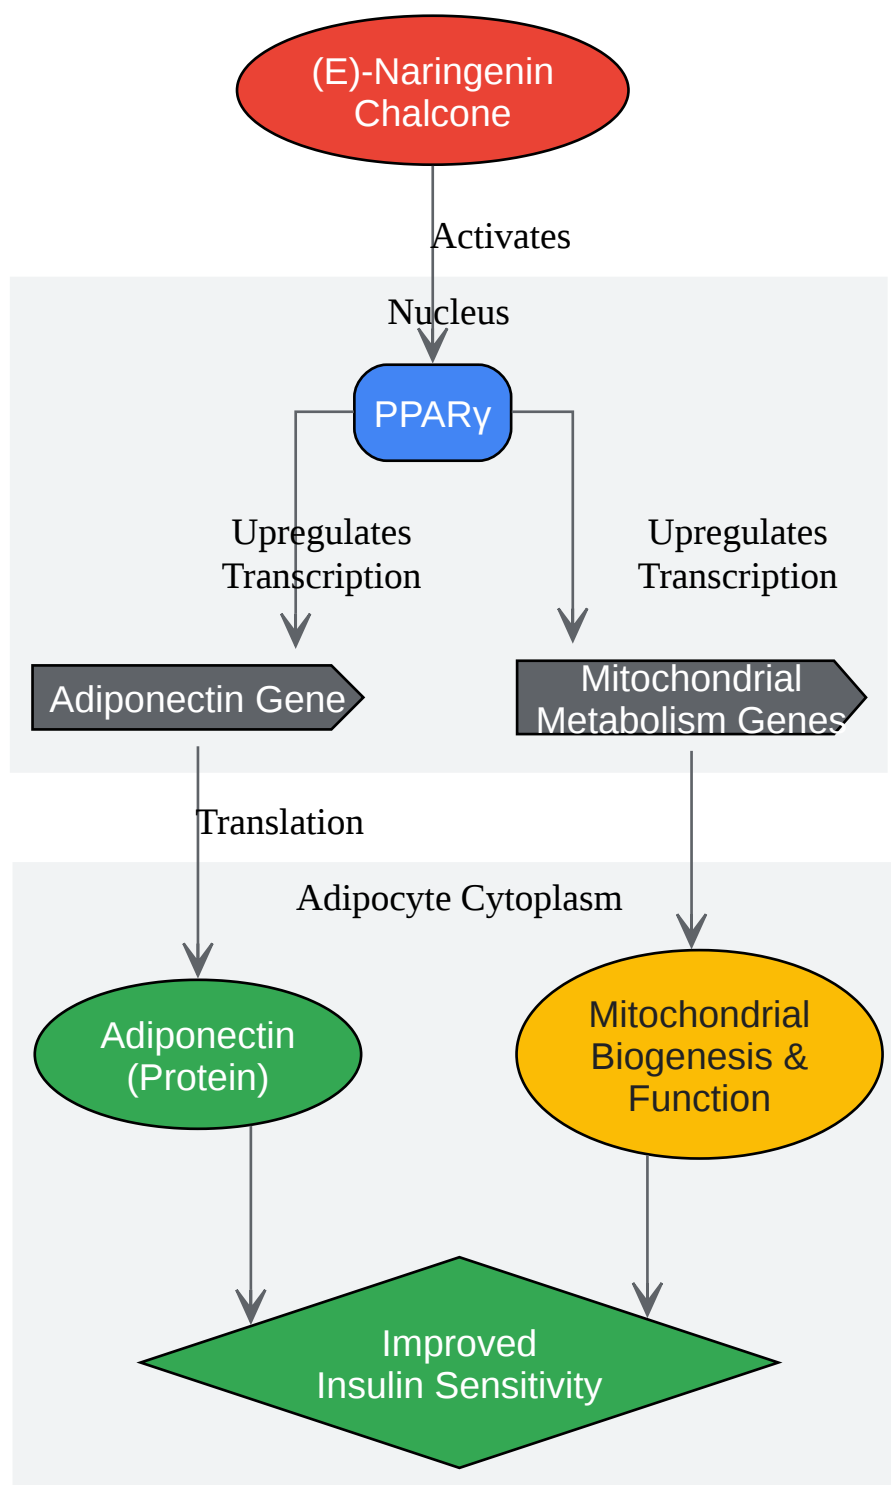 (E)-Naringenin
Chalcone
Activates
Nucleus
PPARγ
Upregulates
Transcription
Upregulates
Transcription
Adiponectin Gene
Mitochondrial
Metabolism Genes
Translation
Adipocyte Cytoplasm
Adiponectin
(Protein)
Mitochondrial
Biogenesis &
Function
Improved
Insulin Sensitivity